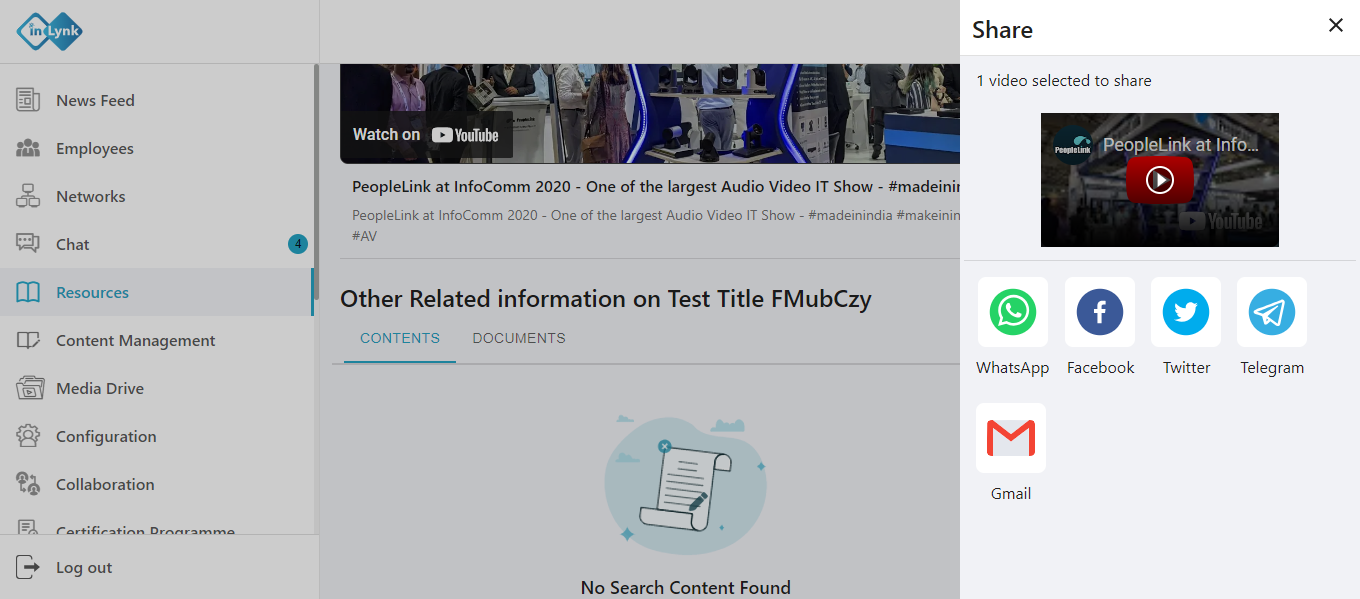 inLynk
News Feed
Employees
Networks
Chat
4
Resources
Content Management
Media Drive
Configuration
Collaboration
Certification Programme
Log out
Watch on YouTube
PeopleLink at InfoComm 2020 - One of the largest Audio Video IT Show - #madeinin
PeopleLink at InfoComm 2020 - One of the largest Audio Video IT Show - #madeinindia #makeinin
#AV
Other Related information on Test Title FMubCzy
CONTENTS
DOCUMENTS
No Search Content Found
Share
1 video selected to share
PeopleLink
PeopleLink at Info...
YouTube
WhatsApp
Facebook
Twitter
Telegram
Gmail